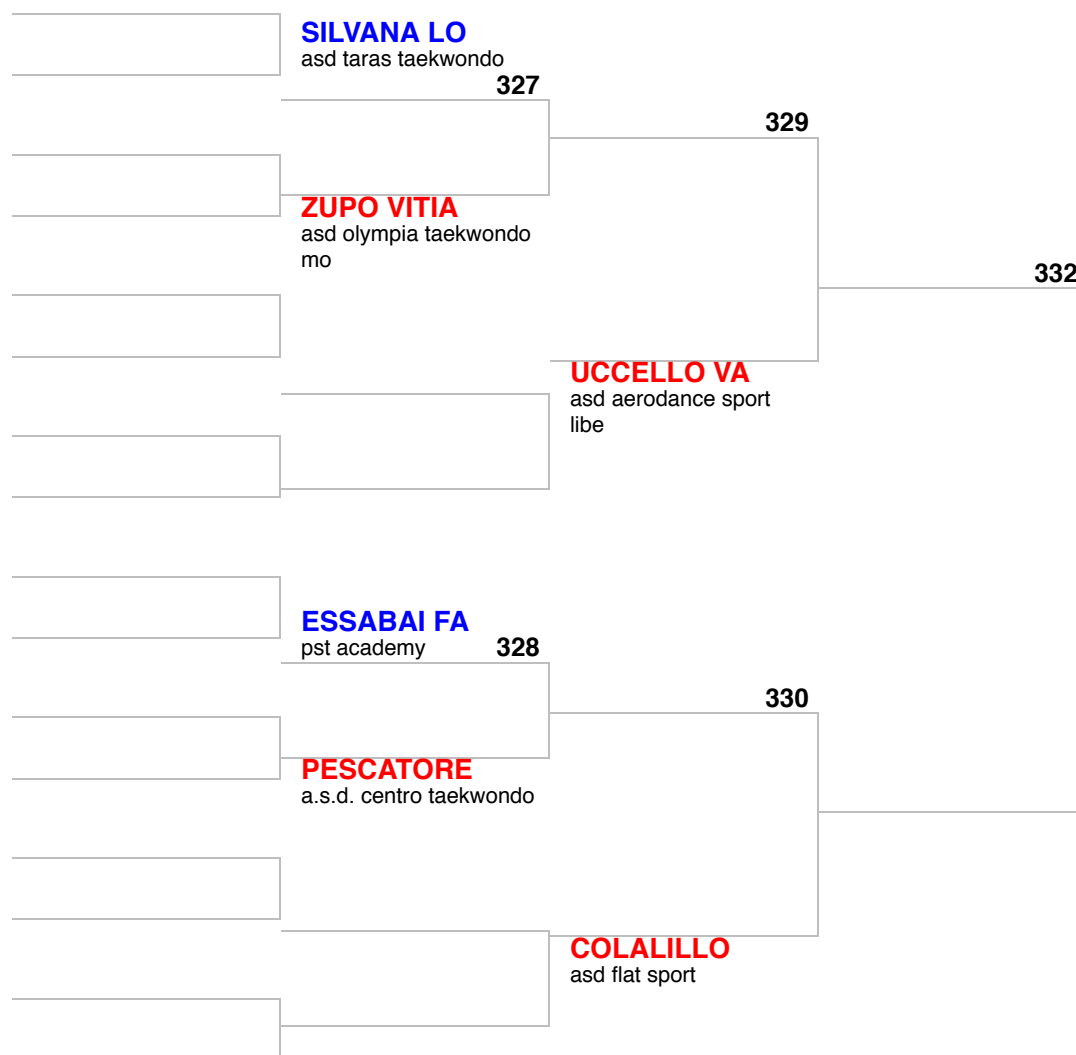 SILVANA LO
asd taras taekwondo
327
329
ZUPO VITIA
asd olympia taekwondo
mo
332
UCCELLO VA
asd aerodance sport
libe
ESSABAI FA
pst academy
328
330
PESCATORE
a.s.d. centro taekwondo
COLALILLO
asd flat sport